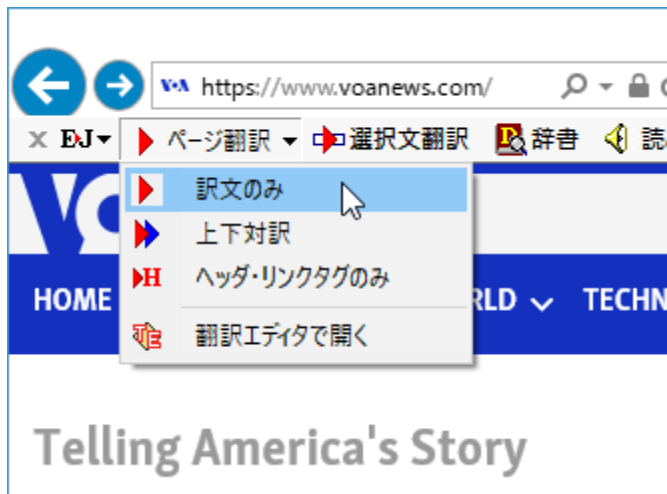 VOA https://www.voanews.com/
x EJ ページ翻訳 選択文翻訳 辞書
訳文のみ
上下対訳
ヘッダ・リンクタグのみ
翻訳エディタで開く
HOME RLD TECHN
Telling America's Story